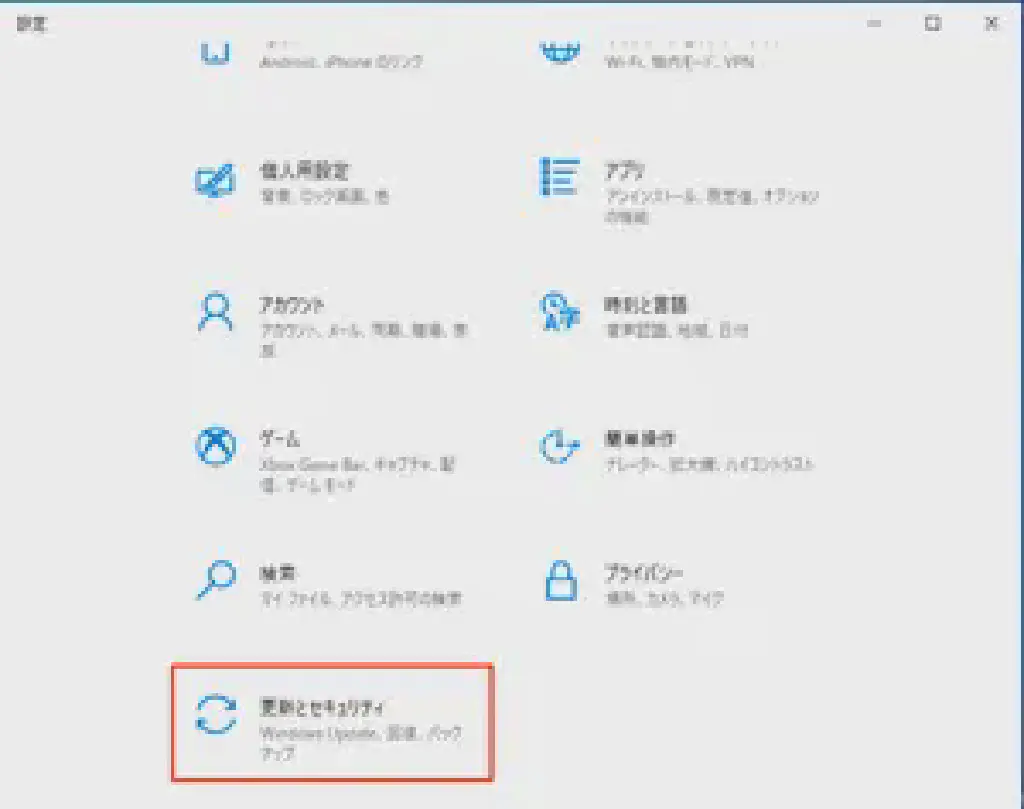 設定
Android、iPhone のリンク
Wi-Fi、機内モード、VPN
個人用設定
背景、ロック画面、色
アプリ
アンインストール、既定値、オプション
の機能
アカウント
アカウント、メール、同期、職場、家
族
時刻と言語
音声認識、地域、日付
ゲーム
Xbox Game Bar、キャプチャ、配
信、ゲーム モード
簡単操作
ナレーター、拡大鏡、ハイコントラスト
検索
マイ ファイル、アクセス許可の検索
プライバシー
場所、カメラ、マイク
更新とセキュリティ
Windows Update、回復、バック
アップ